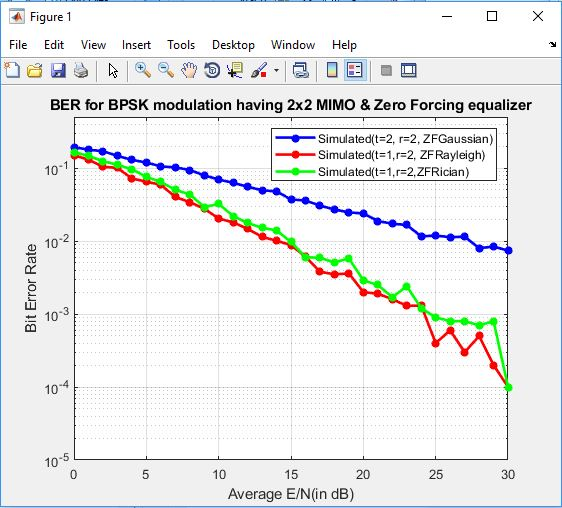 Figure 1
File Edit View Insert Tools Desktop Window Help
BER for BPSK modulation having 2x2 MIMO & Zero Forcing equalizer
Simulated(t=2, r=2, ZFGaussian)
Simulated(t=1,r=2, ZFRayleigh)
Simulated(t=1,r=2,ZFRician)
Bit Error Rate
10-1
10-2
10-3
10-4
10-5
0 5 10 15 20 25 30
Average E/N(in dB)